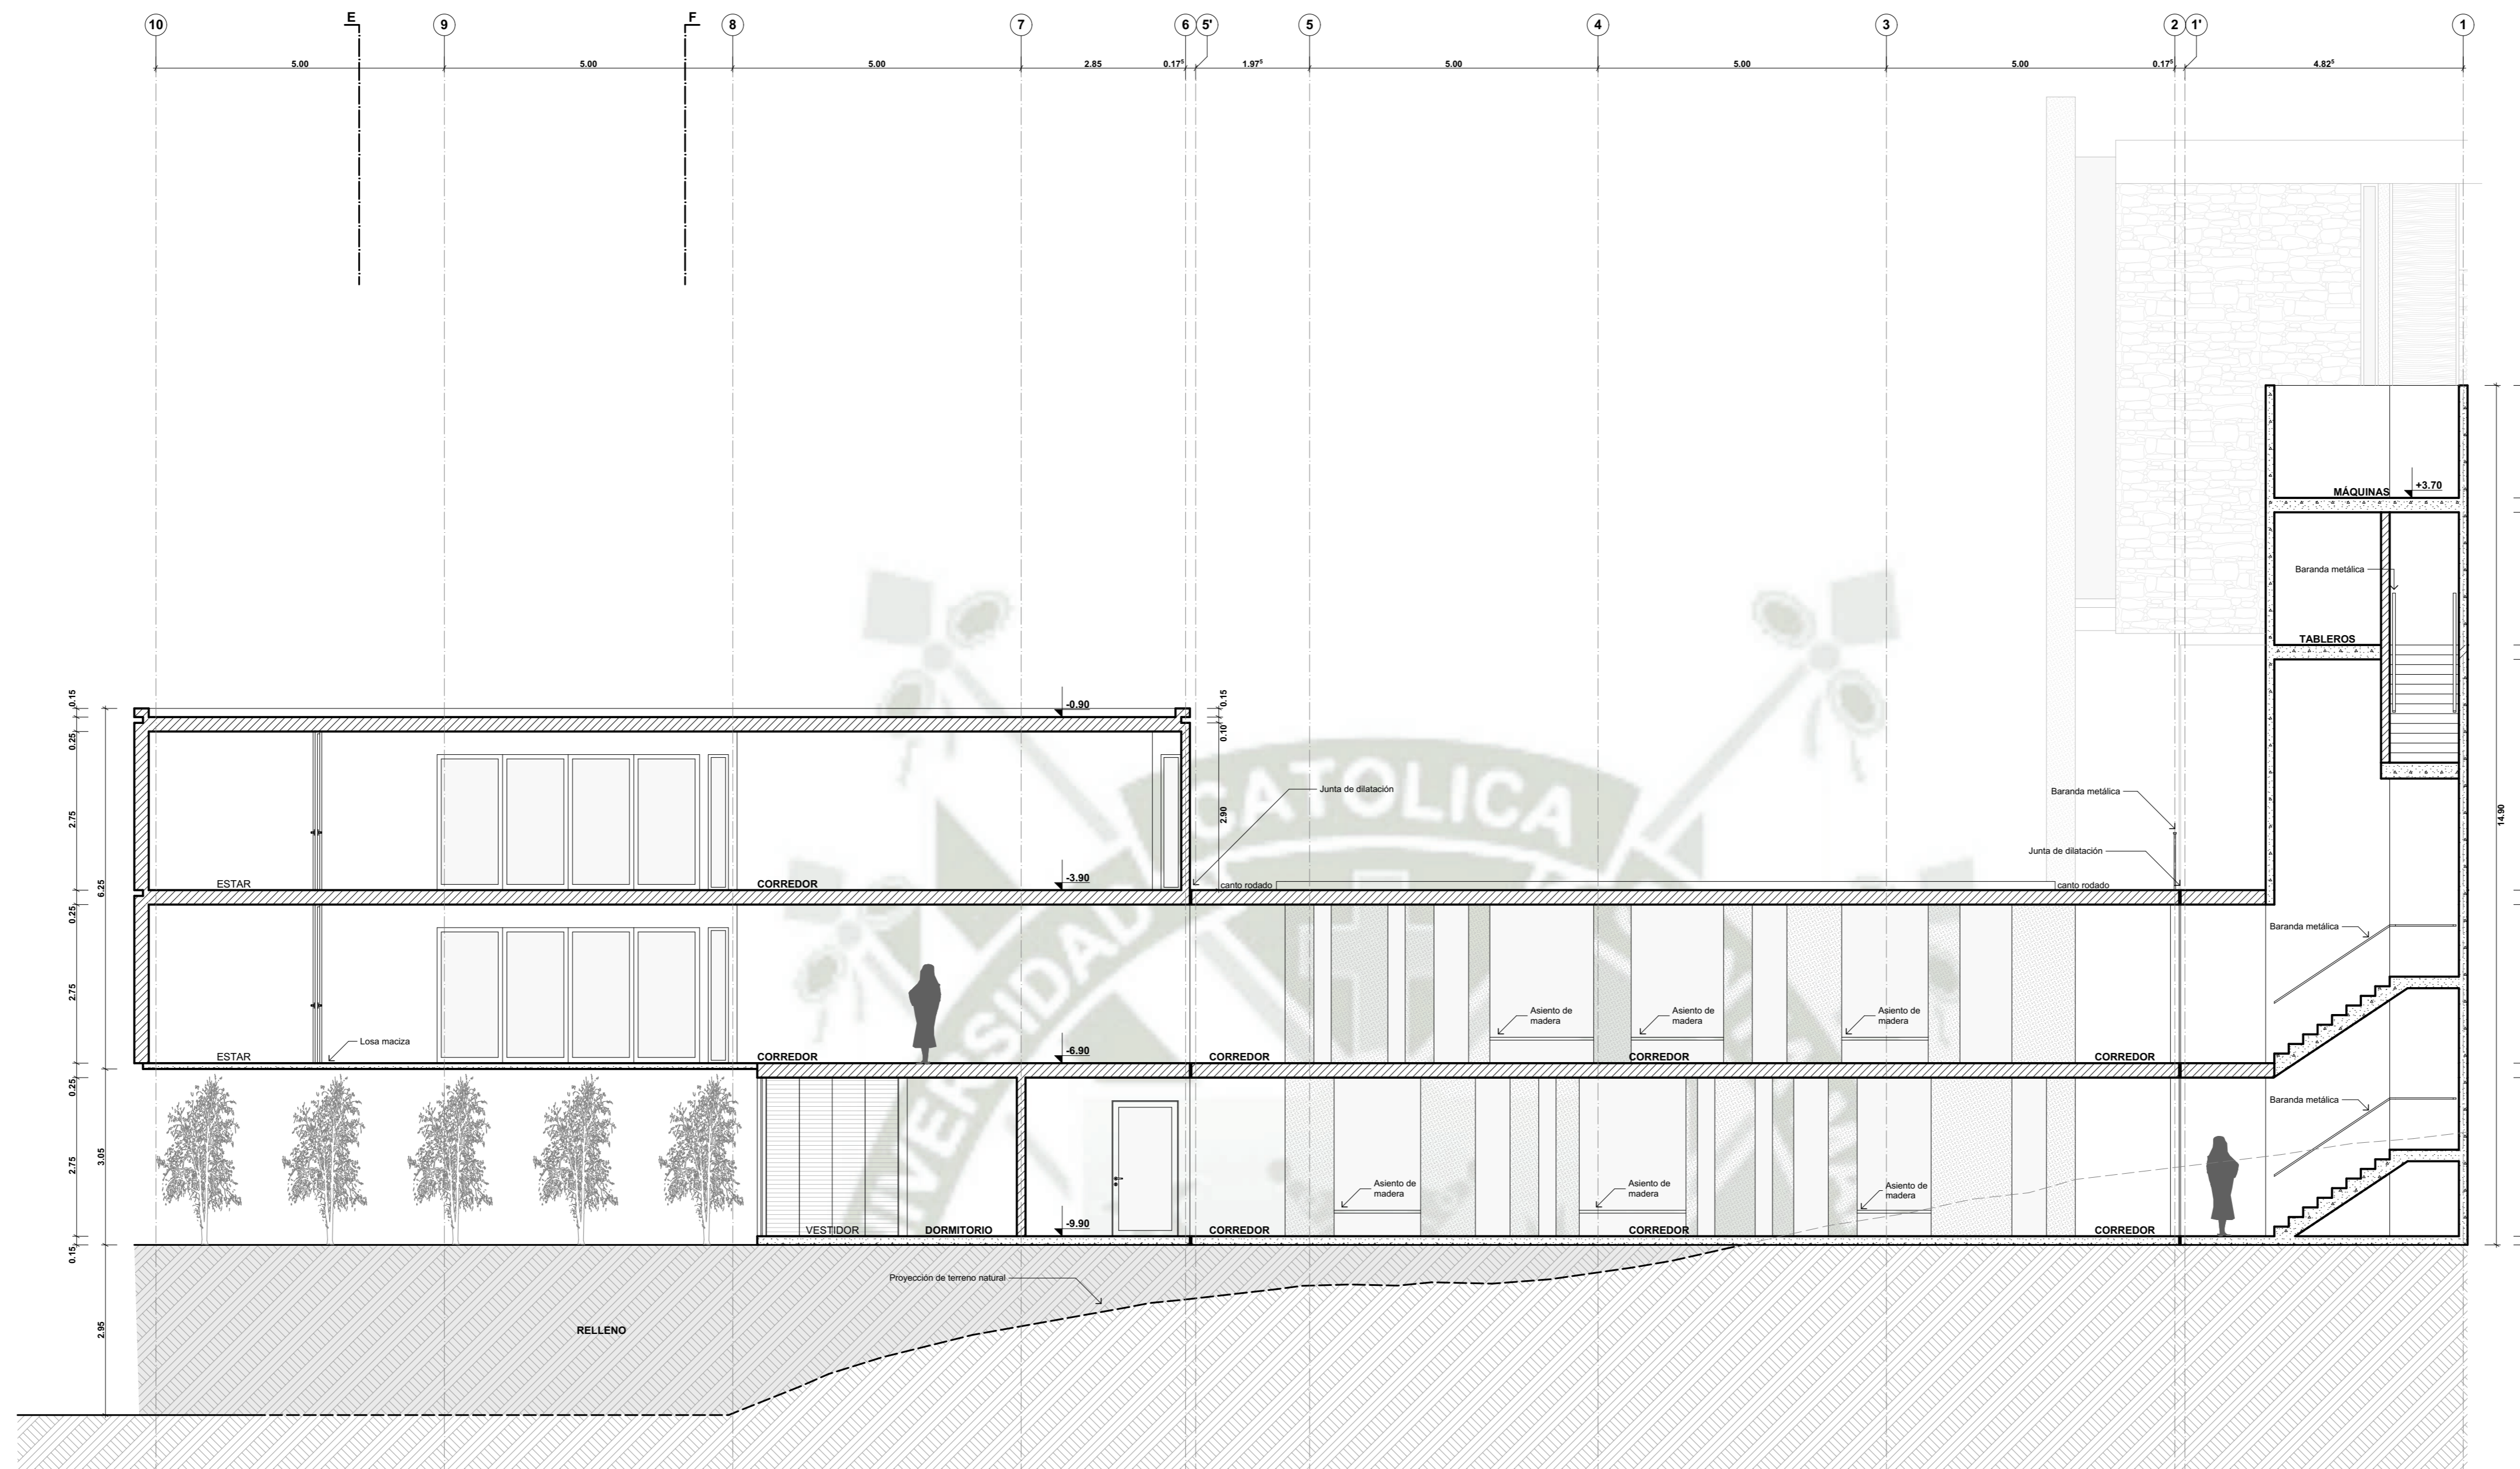 10 E 9 F 8 7 6 5' 5 4 3 2 1' 1
5.00 5.00 5.00 2.85 0.17⁵ 1.97⁵ 5.00 5.00 5.00 0.17⁵ 4.82⁵
MÁQUINAS +3.70
Baranda metálica
TABLEROS
0.15 -0.90 0.15
0.25 0.10
Junta de dilatación
Baranda metálica
2.75 2.90 14.90
CATOLICA
Junta de dilatación
ESTAR CORREDOR -3.90 canto rodado canto rodado
6.25
0.25
UNIVERSIDAD
Baranda metálica
2.75
Asiento de
madera
Asiento de
madera
Asiento de
madera
Losa maciza
ESTAR CORREDOR -6.90 CORREDOR CORREDOR CORREDOR
0.25
Baranda metálica
2.75 3.05
Asiento de
madera
Asiento de
madera
Asiento de
madera
VESTIDOR DORMITORIO -9.90 CORREDOR CORREDOR CORREDOR
0.15
Proyección de terreno natural
2.95
RELLENO